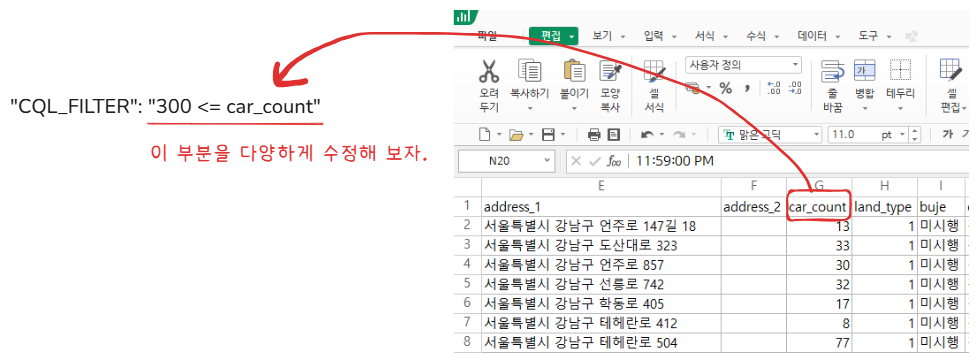 "CQL_FILTER": "300 <= car_count"
이 부분을 다양하게 수정해 보자.
파일 편집 보기 입력 서식 수식 데이터 도구
오려 두기 복사하기 붙이기 모양 복사 셀 서식 사용자 정의 % , ←.0 .00 .00 →.0 줄 바꿈 병합 테두리 셀 편집
맑은 고딕 11.0 pt 가
N20 11:59:00 PM
E F G H I
1 address_1 address_2 car_count land_type buje
2 서울특별시 강남구 언주로 147길 18 13 1 미시행
3 서울특별시 강남구 도산대로 323 33 1 미시행
4 서울특별시 강남구 언주로 857 30 1 미시행
5 서울특별시 강남구 선릉로 742 32 1 미시행
6 서울특별시 강남구 학동로 405 17 1 미시행
7 서울특별시 강남구 테헤란로 412 8 1 미시행
8 서울특별시 강남구 테헤란로 504 77 1 미시행